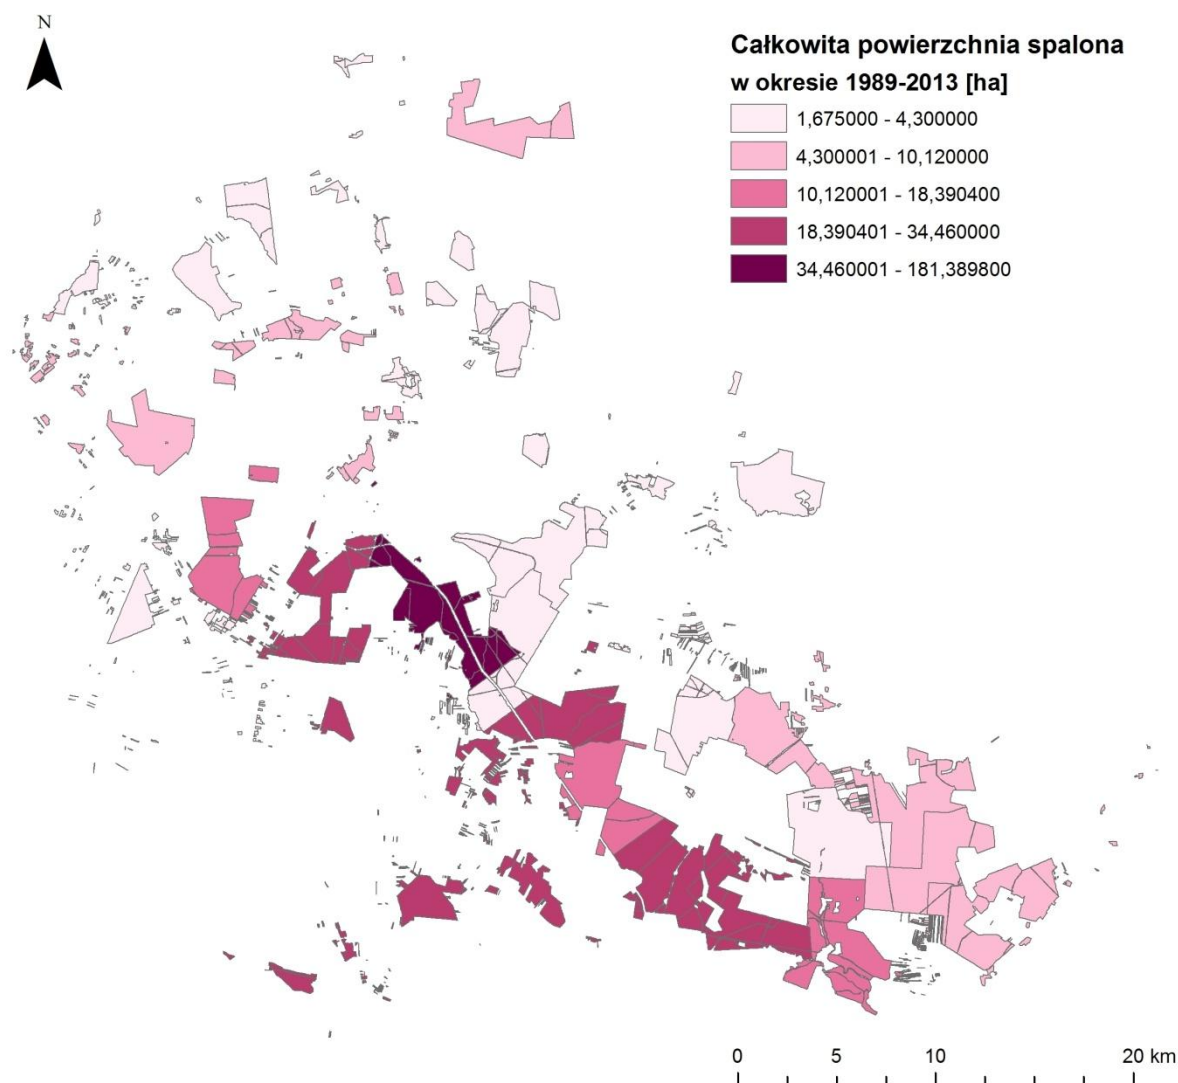 N
Całkowita powierzchnia spalona
w okresie 1989-2013 [ha]
1,675000 - 4,300000
4,300001 - 10,120000
10,120001 - 18,390400
18,390401 - 34,460000
34,460001 - 181,389800
0 5 10 20 km